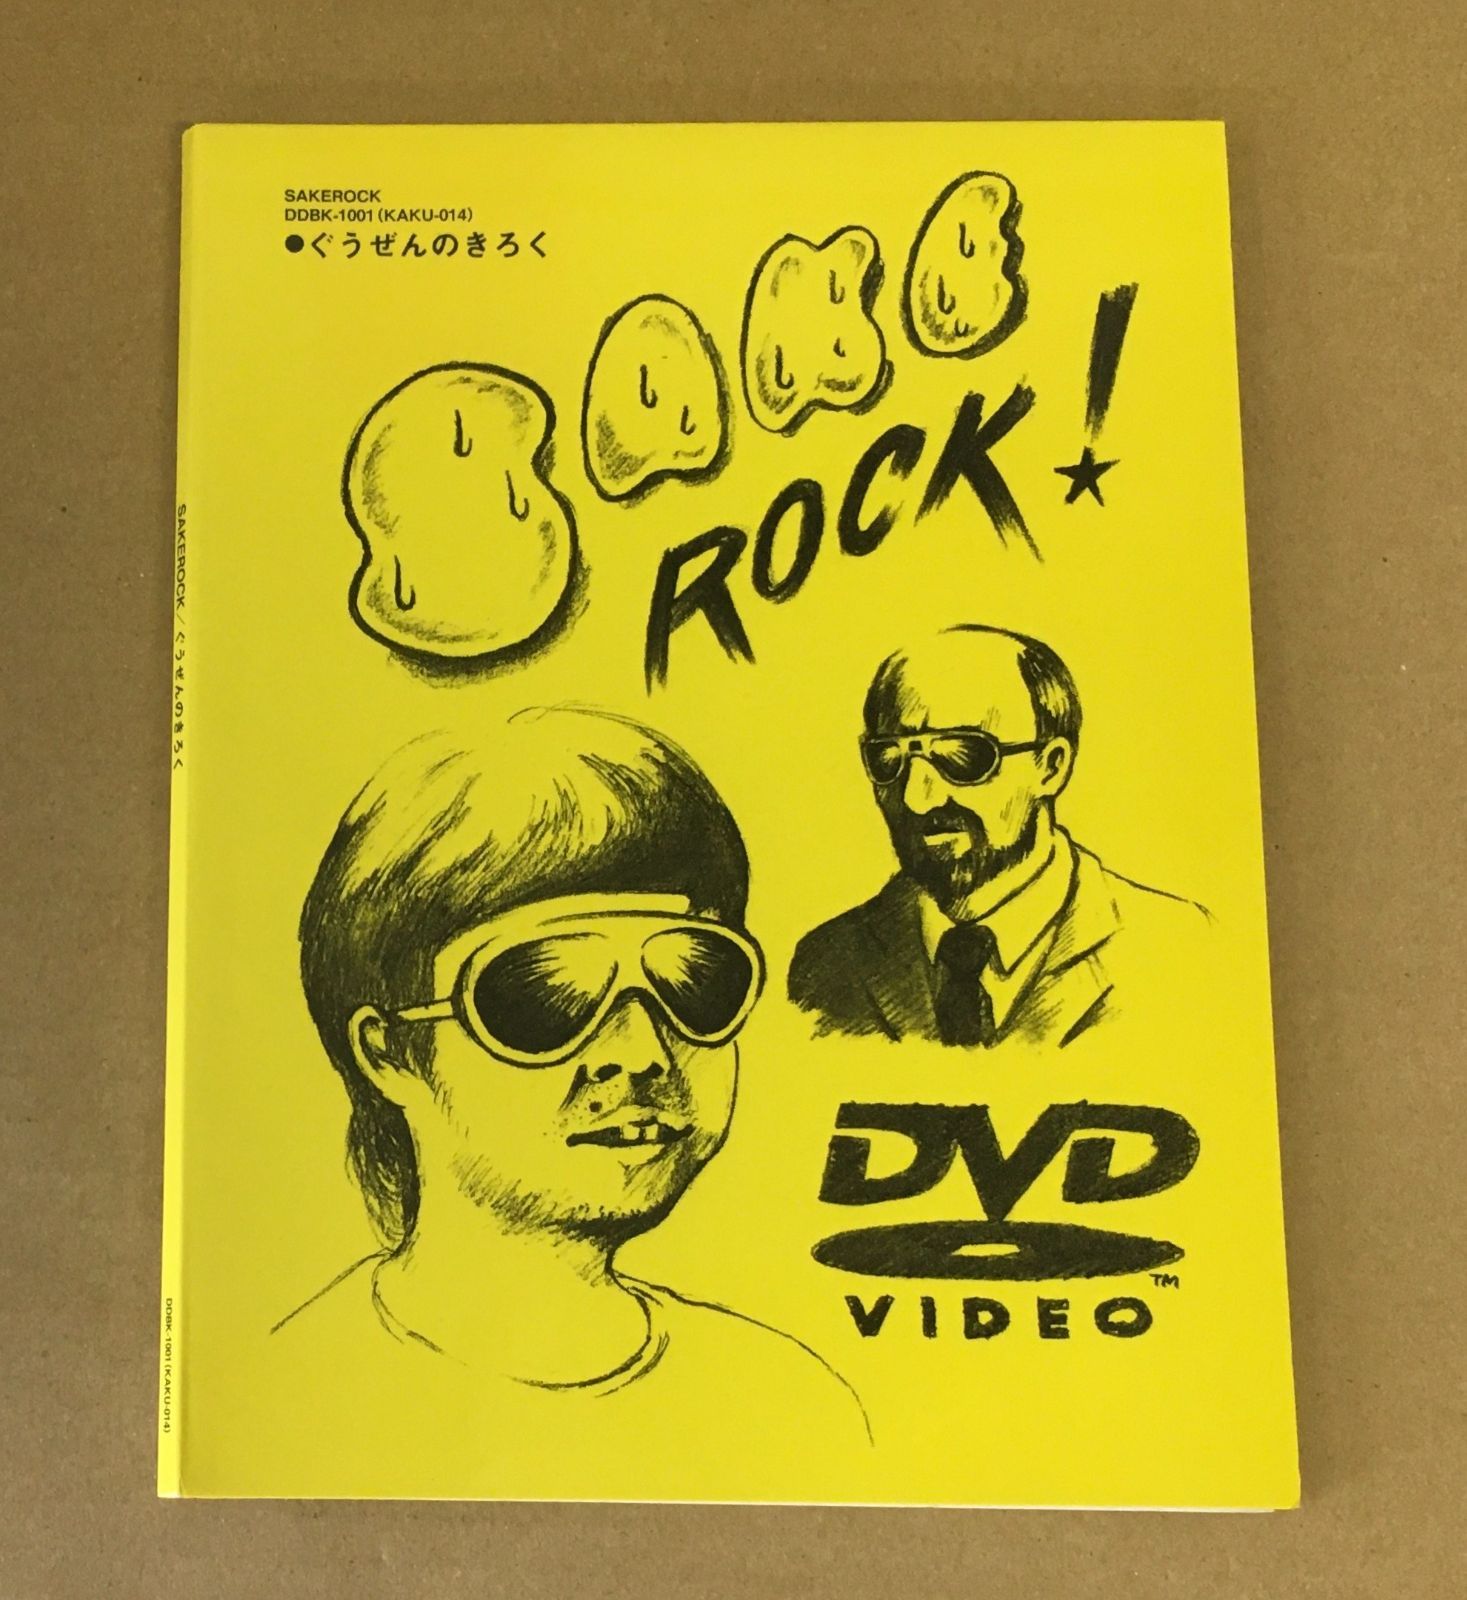 SAKEROCK
DDBK-1001(KAKU-014)
●ぐうぜんのきろく
ROCK!
DVD
VIDEO
TM
SAKEROCK/ぐうぜんのきろく
DDBK-1001(KAKU-014)